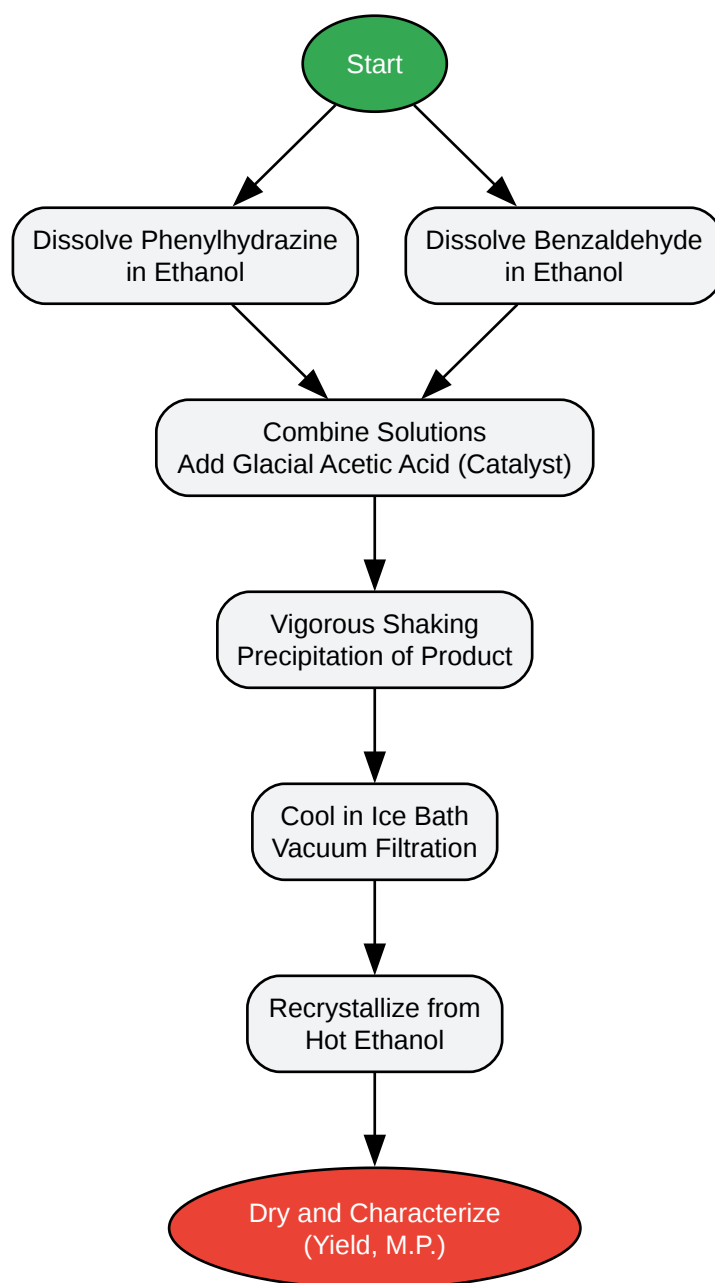 Start
Dissolve Phenylhydrazine
in Ethanol
Dissolve Benzaldehyde
in Ethanol
Combine Solutions
Add Glacial Acetic Acid (Catalyst)
Vigorous Shaking
Precipitation of Product
Cool in Ice Bath
Vacuum Filtration
Recrystallize from
Hot Ethanol
Dry and Characterize
(Yield, M.P.)